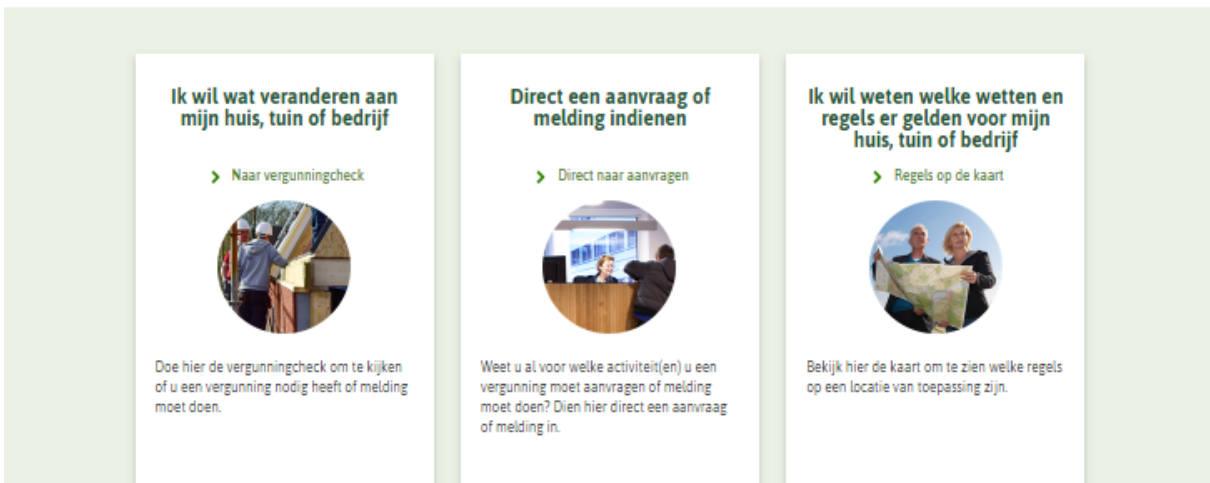 Ik wil wat veranderen aan
mijn huis, tuin of bedrijf
Naar vergunningcheck
Doe hier de vergunningcheck om te kijken
of u een vergunning nodig heeft of melding
moet doen.
Direct een aanvraag of
melding indienen
Direct naar aanvragen
Weet u al voor welke activiteit(en) u een
vergunning moet aanvragen of melding
moet doen? Dien hier direct een aanvraag
of melding in.
Ik wil weten welke wetten en
regels er gelden voor mijn
huis, tuin of bedrijf
Regels op de kaart
Bekijk hier de kaart om te zien welke regels
op een locatie van toepassing zijn.